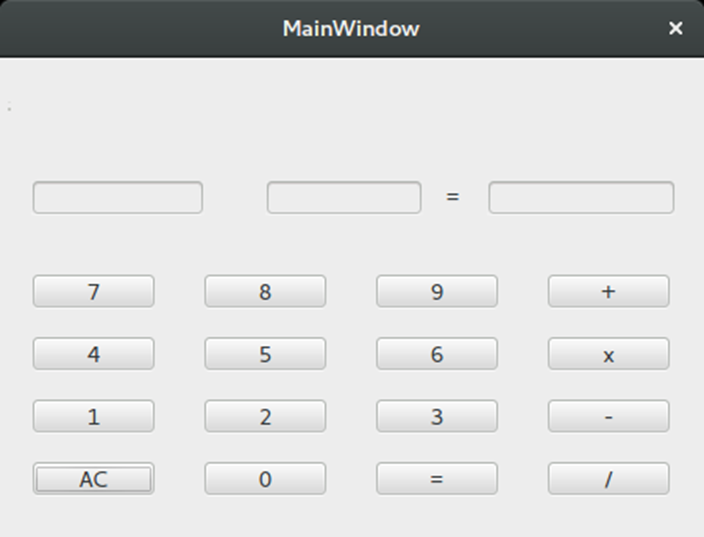 MainWindow ×
=
7 8 9 +
4 5 6 x
1 2 3 -
AC 0 = /